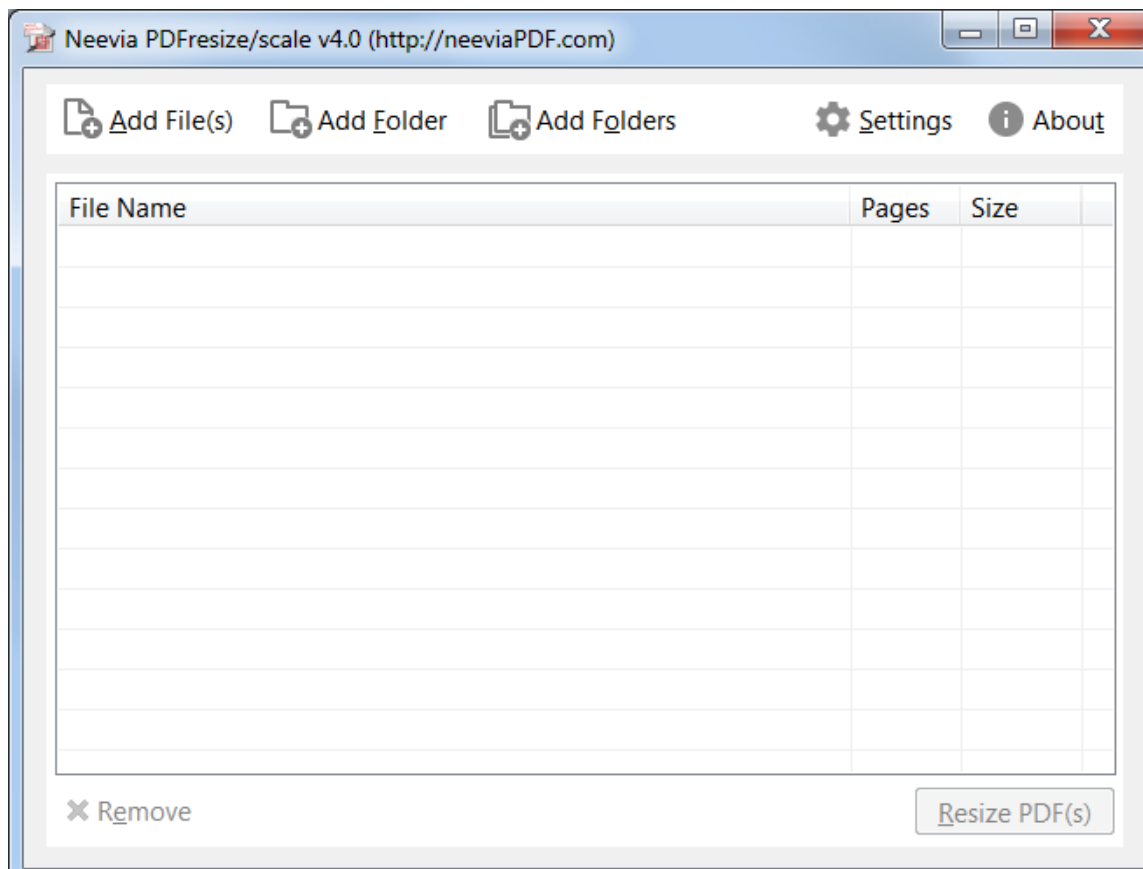 Neevia PDFresize/scale v4.0 (http://neeviaPDF.com)
Add File(s) Add Folder Add Folders Settings About
File Name Pages Size
Remove Resize PDF(s)